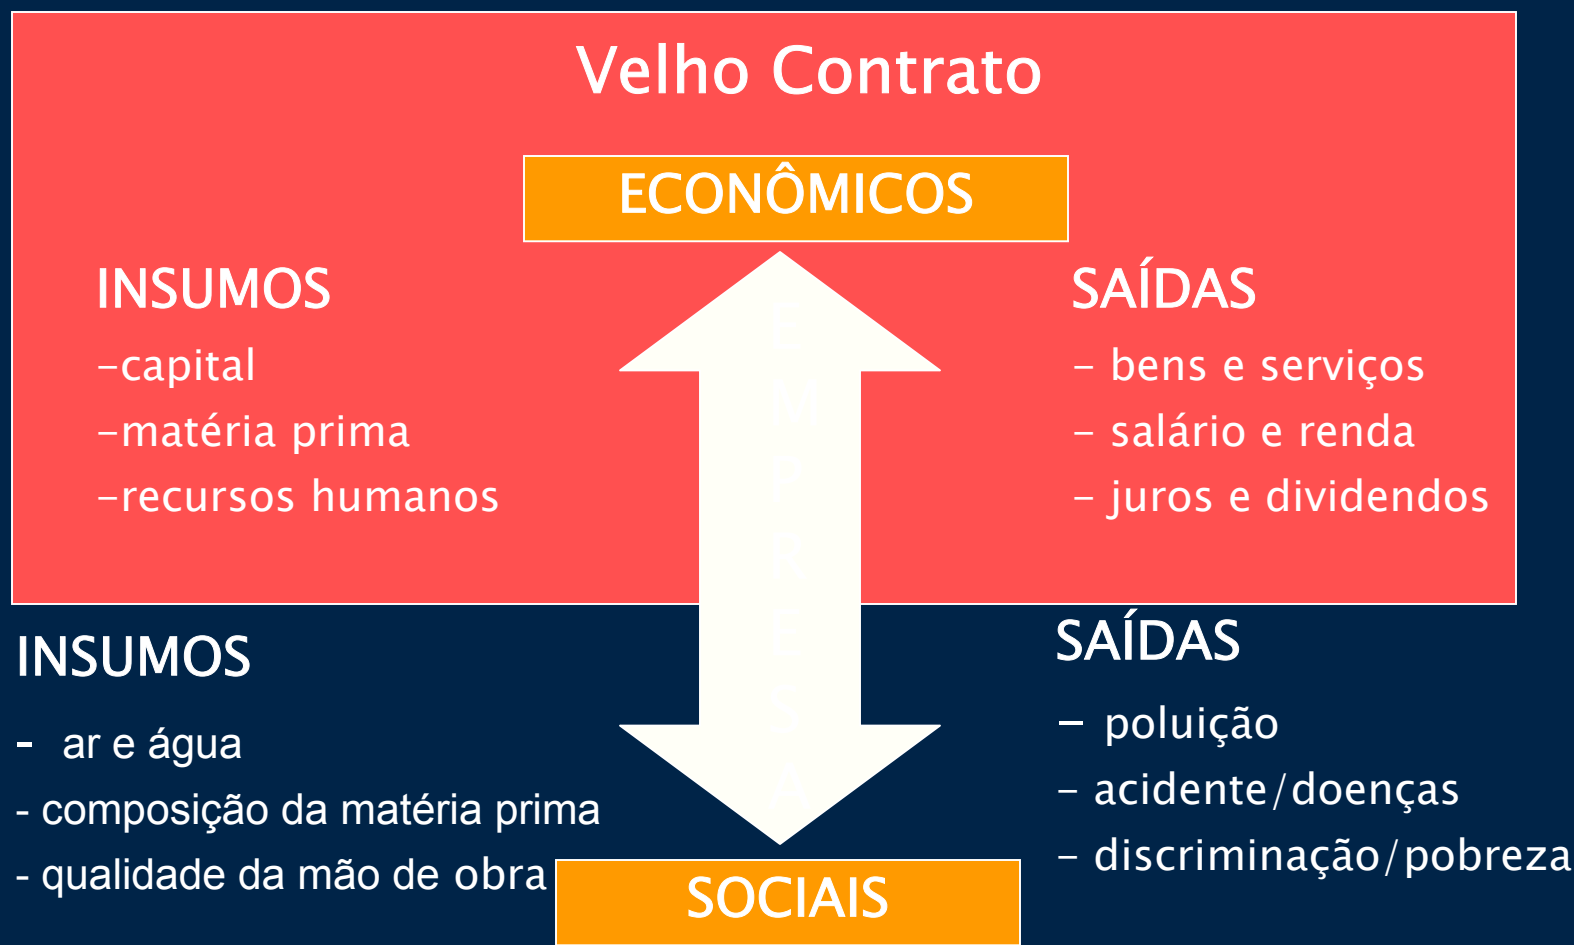 Velho Contrato
ECONÔMICOS
INSUMOS
-capital
-matéria prima
-recursos humanos
SAÍDAS
- bens e serviços
- salário e renda
- juros e dividendos
E
M
P
R
E
S
A
INSUMOS
- ar e água
- composição da matéria prima
- qualidade da mão de obra
SAÍDAS
- poluição
- acidente/doenças
- discriminação/pobreza
SOCIAIS